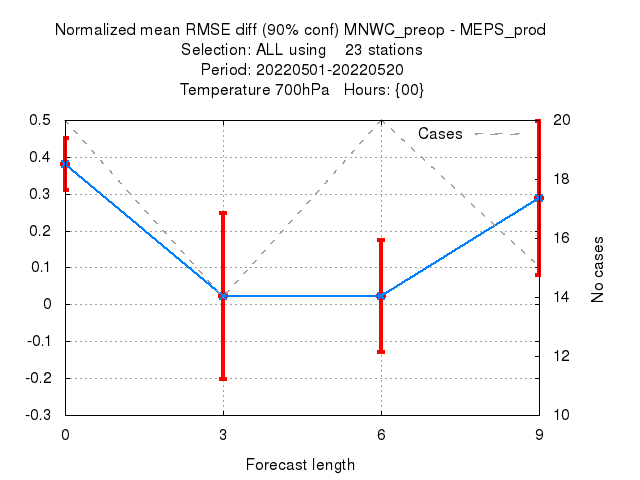 Normalized mean RMSE diff (90% conf) MNWC_preop - MEPS_prod
Selection: ALL using 23 stations
Period: 20220501-20220520
Temperature 700hPa Hours: {00}
0.5 20
Cases
0.4
0.3 18
0.2
16
0.1
No cases
0 14
-0.1
12
-0.2
-0.3 10
0 3 6 9
Forecast length